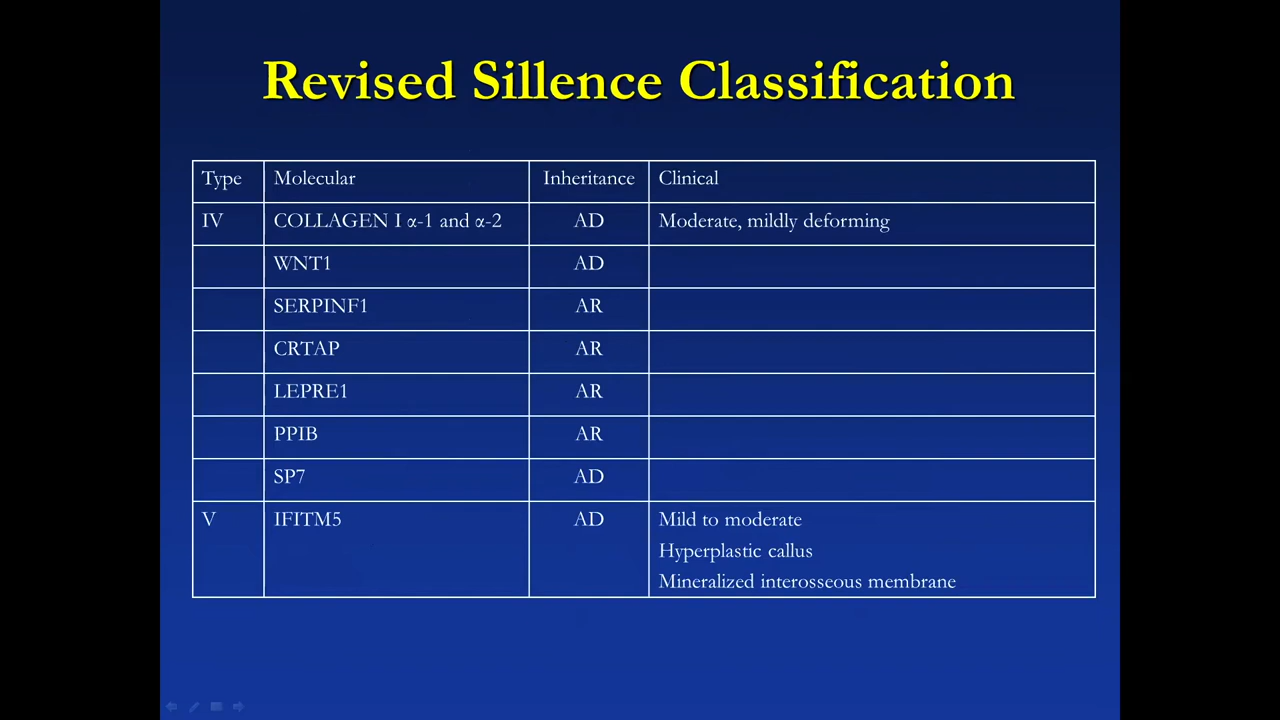 Revised Sillence Classification
Type Molecular Inheritance Clinical
IV COLLAGEN I α-1 and α-2 AD Moderate, mildly deforming
WNT1 AD
SERPINF1 AR
CRTAP AR
LEPRE1 AR
PPIB AR
SP7 AD
V IFITM5 AD Mild to moderate
Hyperplastic callus
Mineralized interosseous membrane